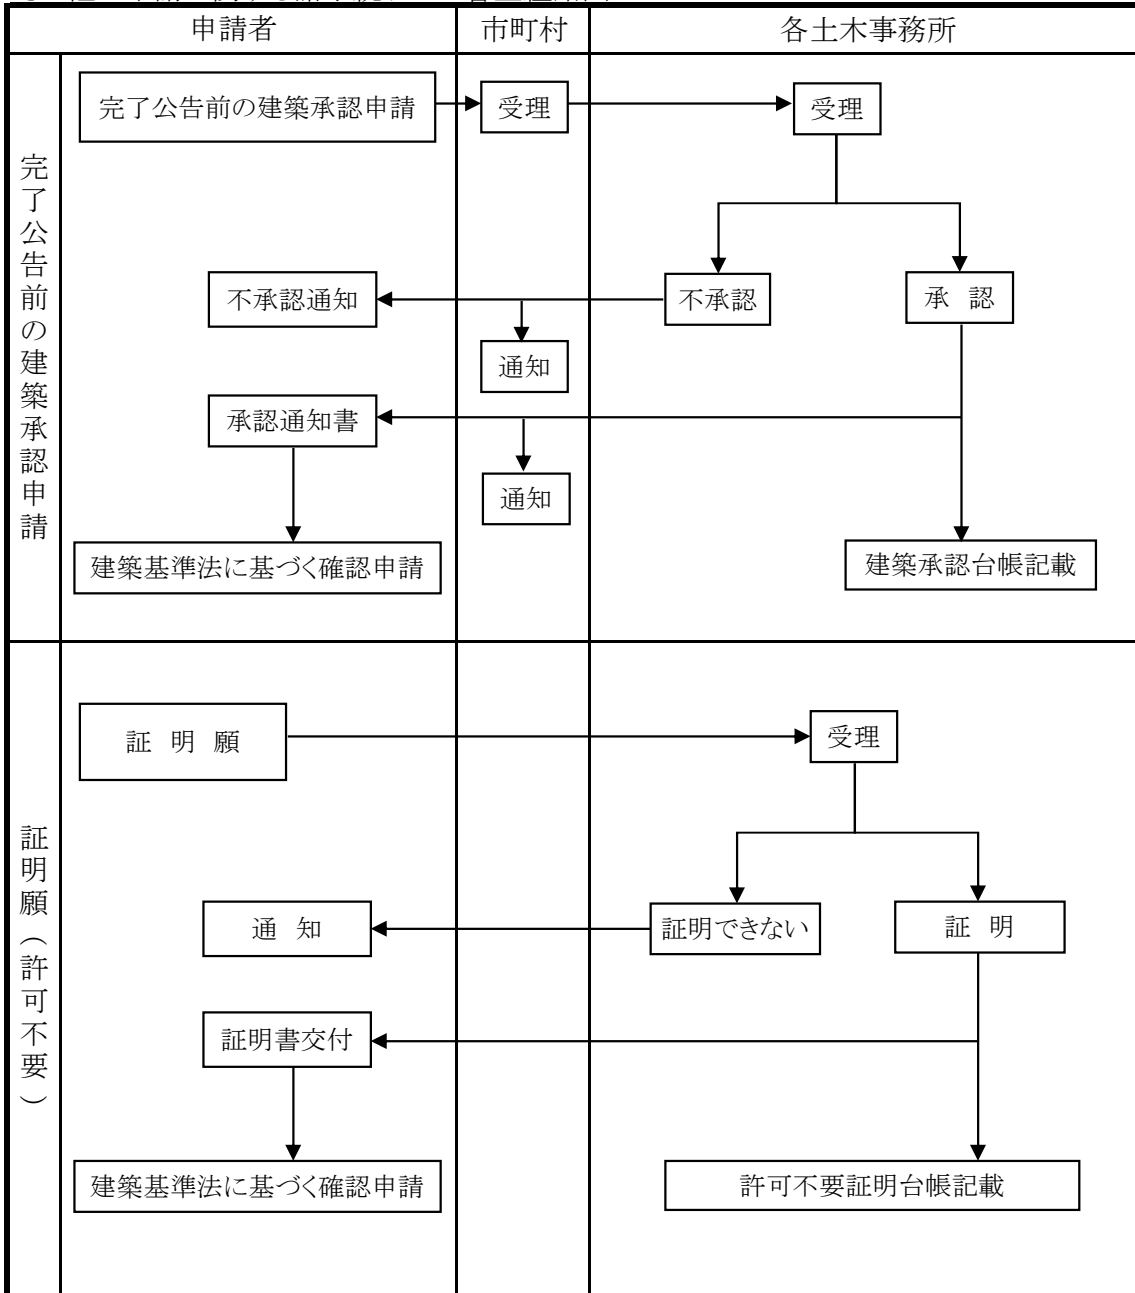 申請者
市町村
各土木事務所
完了公告前の建築承認申請
完了公告前の建築承認申請
受理
受理
不承認通知
不承認
承 認
通知
承認通知書
通知
建築基準法に基づく確認申請
建築承認台帳記載
証明願（許可不要）
証 明 願
受理
通 知
証明できない
証 明
証明書交付
建築基準法に基づく確認申請
許可不要証明台帳記載